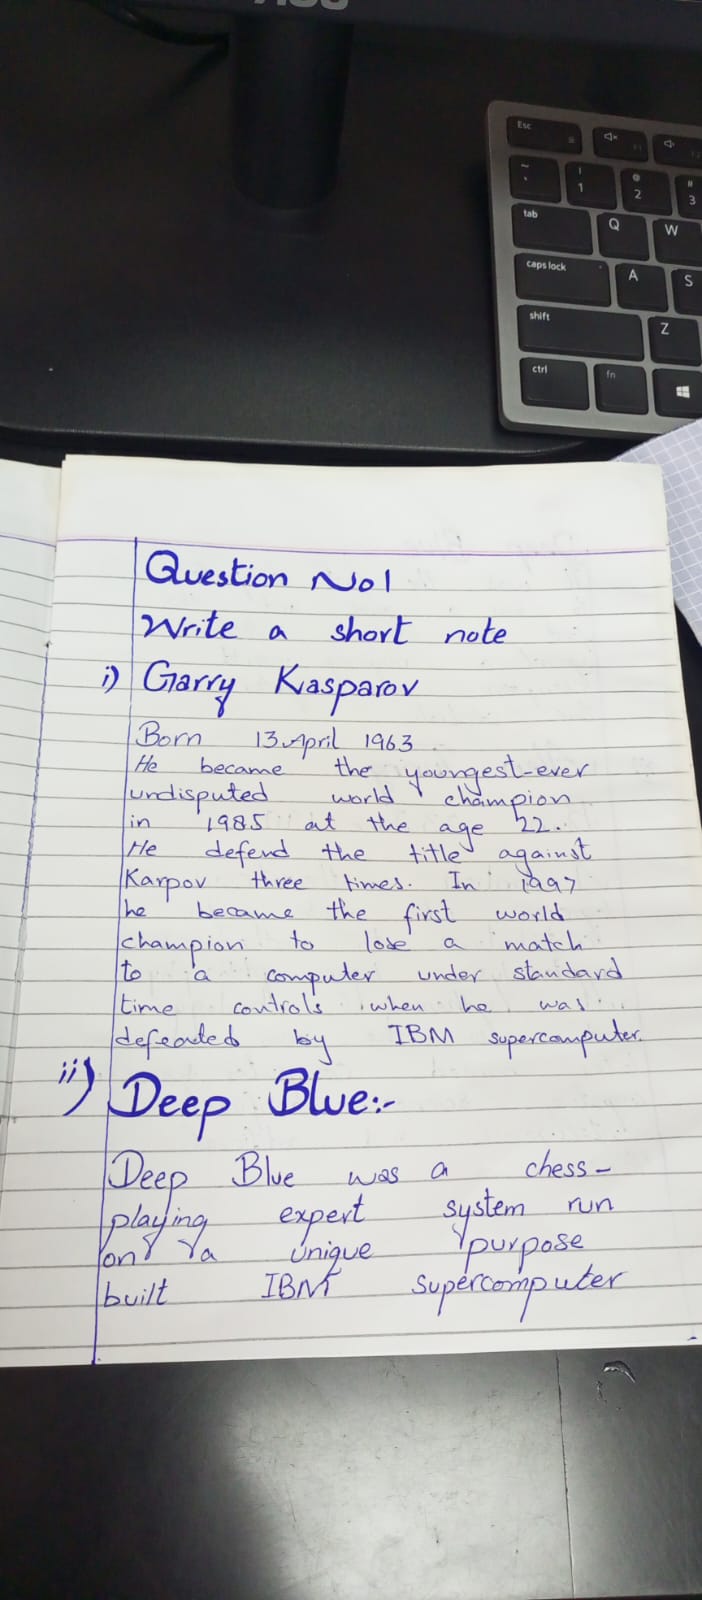 Esc
~
`
!
1
@
2
#
3
tab
Q
W
caps lock
A
S
shift
Z
ctrl
fn
Question No1
Write a short note
i) Garry Kasparov
Born 13 April 1963
He became the youngest-ever
undisputed world champion
in 1985 at the age 22.
He defend the title against
Karpov three times. In 1997
he became the first world
champion to lose a match
to a computer under standard
time controls when he was
defeated by IBM supercomputer.
ii) Deep Blue:-
Deep Blue was a chess-
playing expert system run
on a unique purpose
built IBM supercomputer